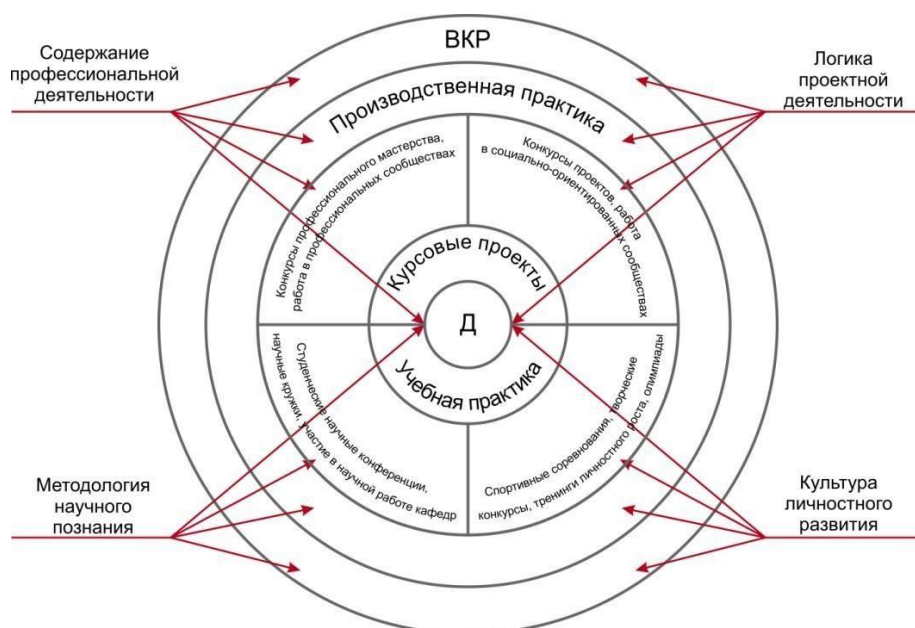 ВКР
Содержание
профессиональной
деятельности
Логика
проектной
деятельности
Производственная практика
Конкурсы профессионального мастерства,
работа в профессиональных сообществах
Конкурсы проектов, работа
в социально-ориентированных сообществах
Курсовые проекты
Д
Учебная практика
Студенческие научные конференции,
научные кружки, участие в научной работе кафедр
Спортивные соревнования, творческие
конкурсы, тренинги личностного роста, олимпиады
Методология
научного
познания
Культура
личностного
развития